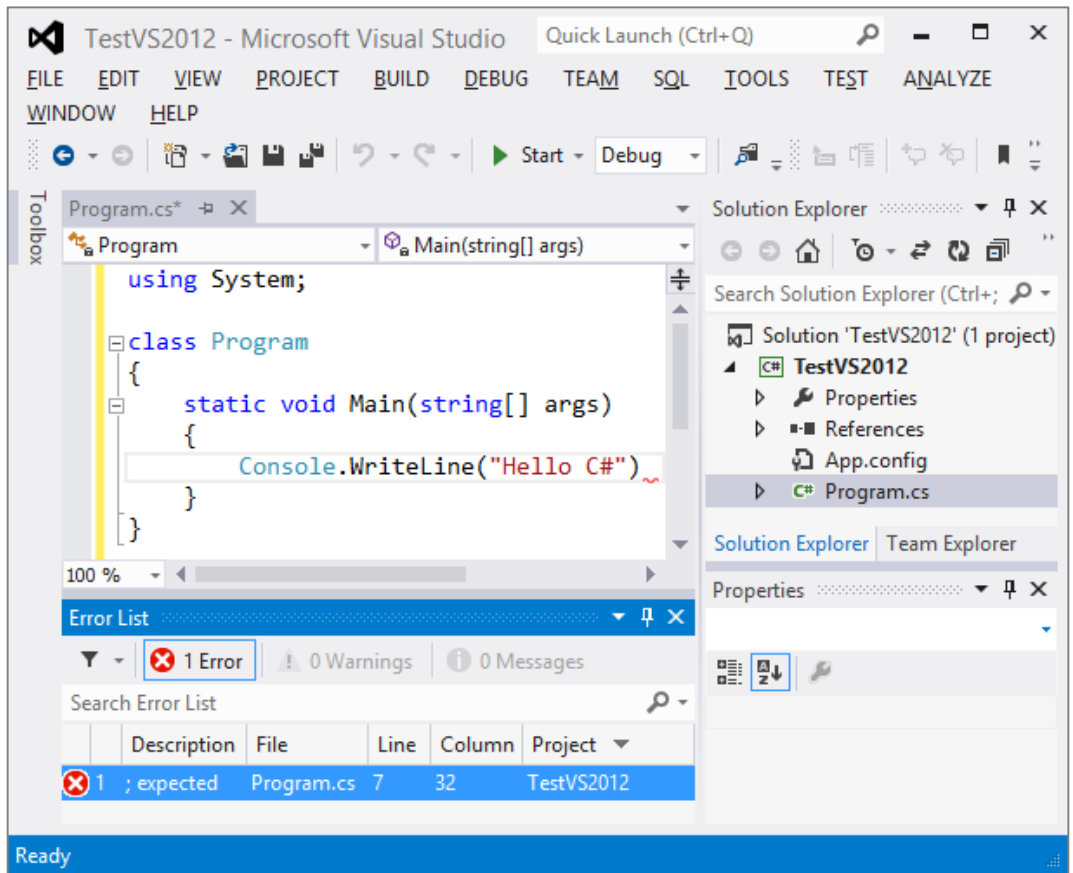 TestVS2012 - Microsoft Visual Studio Quick Launch (Ctrl+Q)
FILE EDIT VIEW PROJECT BUILD DEBUG TEAM SQL TOOLS TEST ANALYZE
WINDOW HELP
Start Debug
Toolbox
Program.cs*
Program Main(string[] args)
using System;
class Program
{
static void Main(string[] args)
{
Console.WriteLine("Hello C#")
}
}
100 %
Solution Explorer
Search Solution Explorer (Ctrl+;
Solution 'TestVS2012' (1 project)
C# TestVS2012
Properties
References
App.config
C# Program.cs
Solution Explorer Team Explorer
Properties
Error List
1 Error 0 Warnings 0 Messages
Search Error List
Description File Line Column Project
1 ; expected Program.cs 7 32 TestVS2012
Ready